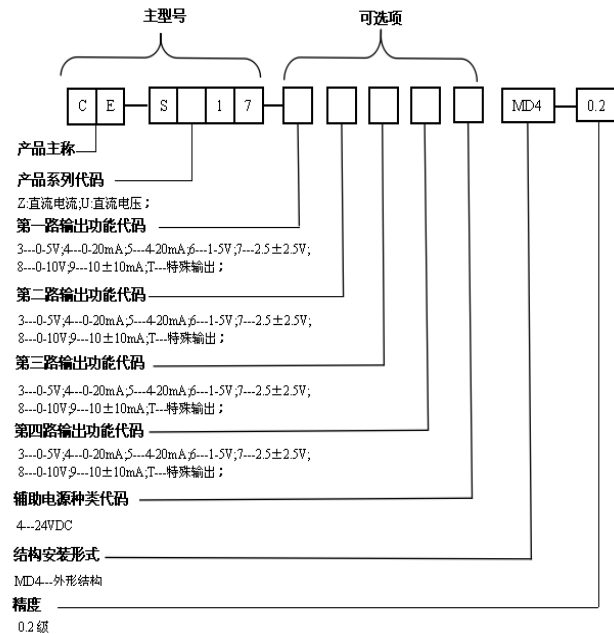 主型号
可选项
C E S 1 7 MD4 0.2
产品主称
产品系列代码
Z:直流电流;U:直流电压；
第一路输出功能代码
3---0-5V;4---0-20mA;5---4-20mA;6---1-5V;7---2.5±2.5V;
8---0-10V;9---10±10mA;T---特殊输出；
第二路输出功能代码
3---0-5V;4---0-20mA;5---4-20mA;6---1-5V;7---2.5±2.5V;
8---0-10V;9---10±10mA;T---特殊输出；
第三路输出功能代码
3---0-5V;4---0-20mA;5---4-20mA;6---1-5V;7---2.5±2.5V;
8---0-10V;9---10±10mA;T---特殊输出；
第四路输出功能代码
3---0-5V;4---0-20mA;5---4-20mA;6---1-5V;7---2.5±2.5V;
8---0-10V;9---10±10mA;T---特殊输出；
辅助电源种类代码
4---24VDC
结构安装形式
MD4---外形结构
精度
0.2级